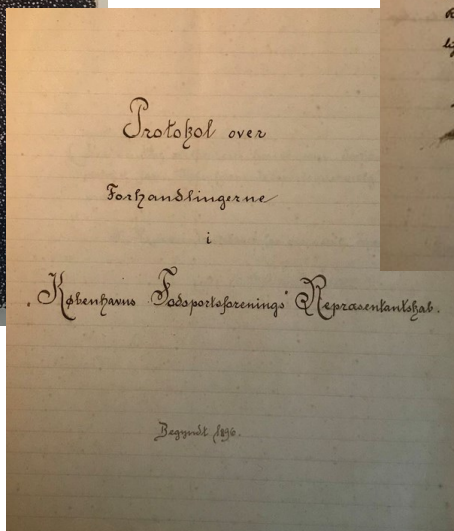 Protokol over
Forhandlingerne
i
Københavns Fodsportsforenings Repræsentantskab.
Begyndt 1896.